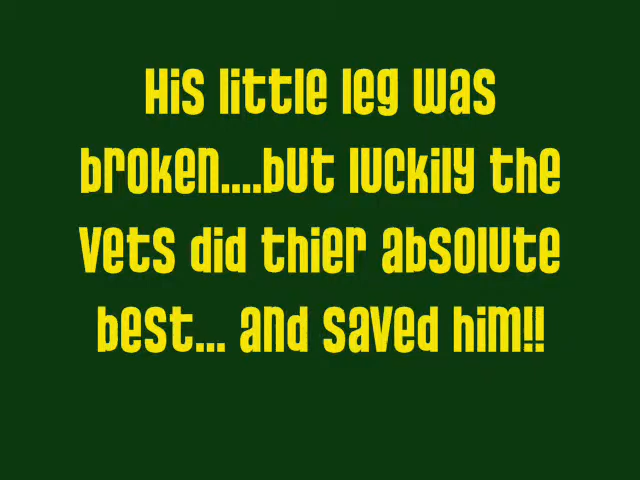 His little leg was
broken....but luckily the
vets did thier absolute
best... and saved him!!